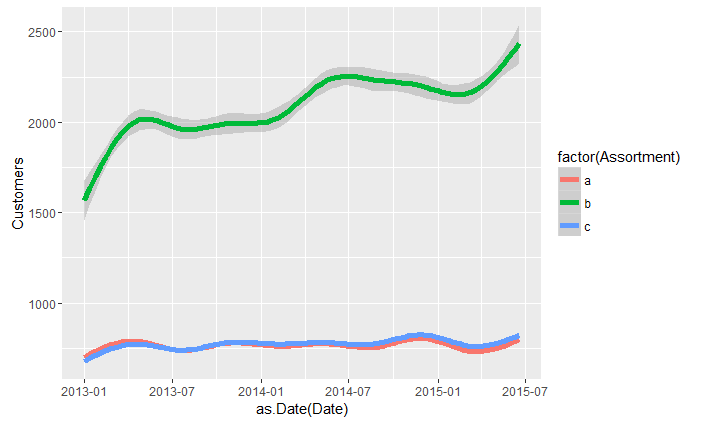 2500
2000
1500
1000
Customers
2013-01
2013-07
2014-01
2014-07
2015-01
2015-07
as.Date(Date)
factor(Assortment)
a
b
c